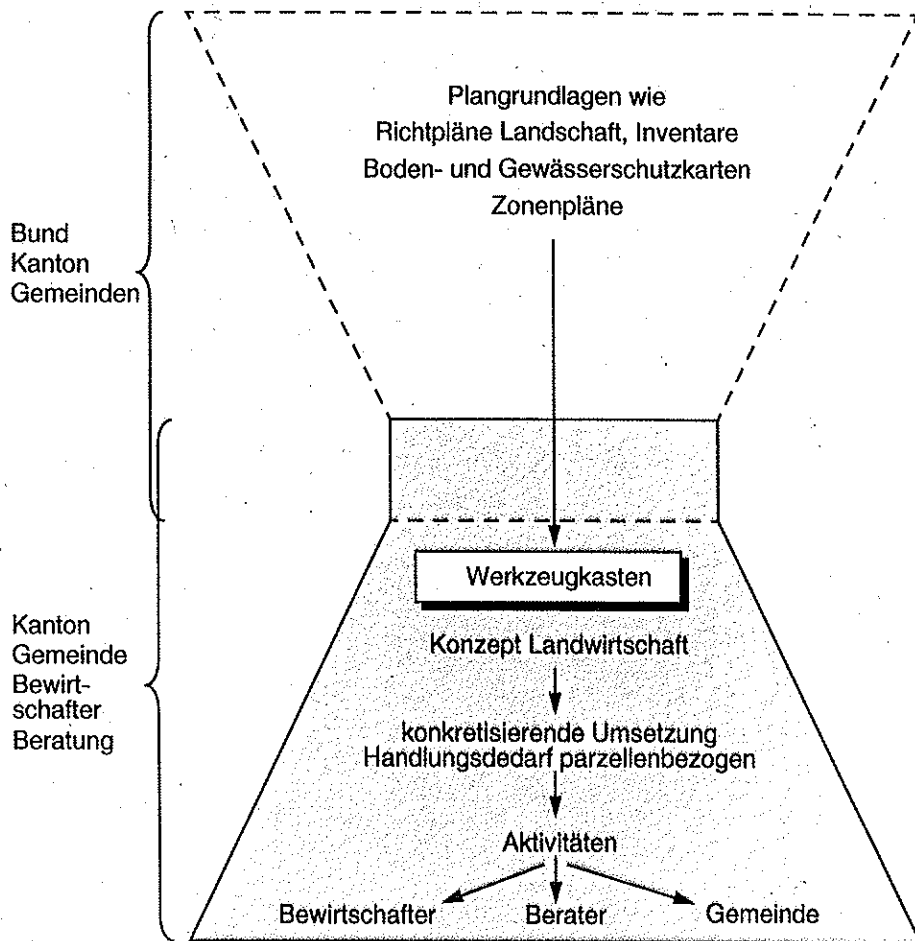 Plangrundlagen wie
Richtpläne Landschaft, Inventare
Boden- und Gewässerschutzkarten
Zonenpläne
Bund
Kanton
Gemeinden
Werkzeugkasten
Konzept Landwirtschaft
Kanton
Gemeinde
Bewirt-
schafter
Beratung
konkretisierende Umsetzung
Handlungsdedarf parzellenbezogen
Aktivitäten
Bewirtschafter Berater Gemeinde